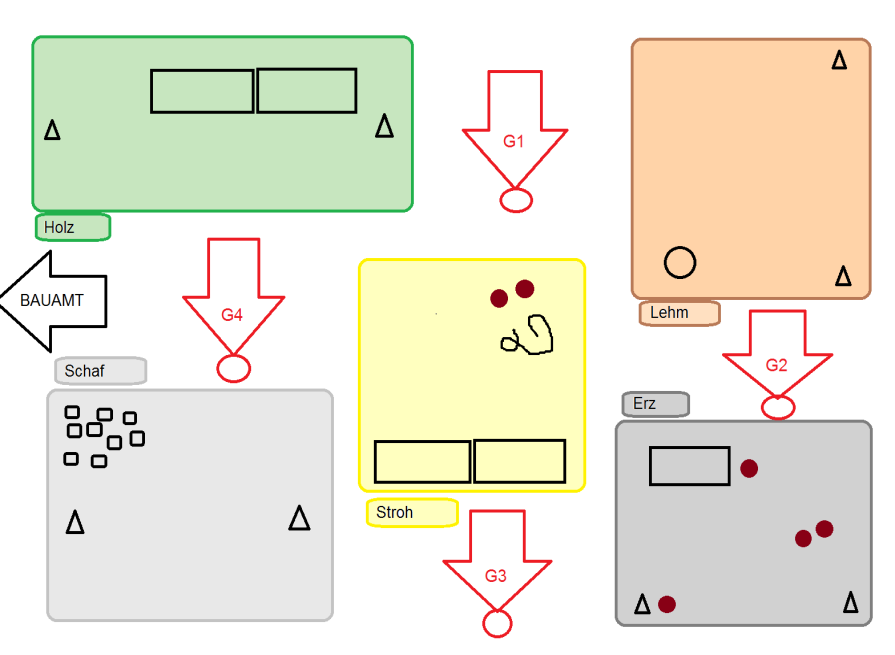 G1
Holz
BAUAMT
G4
Lehm
Schaf
G2
Erz
Stroh
G3